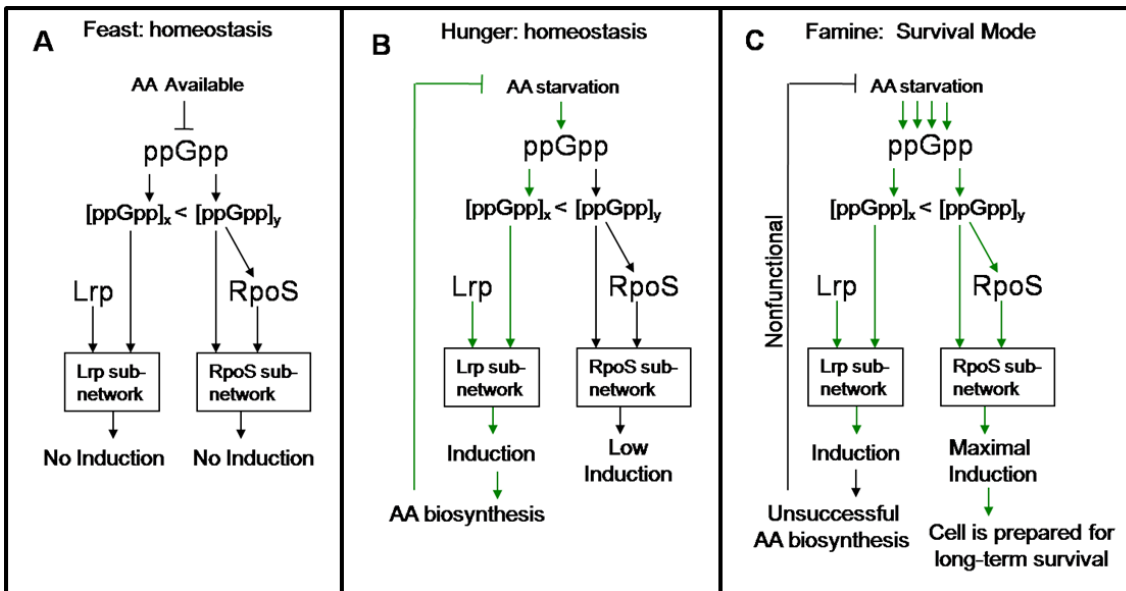 A
Feast: homeostasis
AA Available
ppGpp
[ppGpp]x < [ppGpp]y
Lrp
RpoS
Lrp sub-
network
RpoS sub-
network
No Induction
No Induction
B
Hunger: homeostasis
AA starvation
ppGpp
[ppGpp]x < [ppGpp]y
Lrp
RpoS
Lrp sub-
network
RpoS sub-
network
Induction
Low
Induction
AA biosynthesis
C
Famine: Survival Mode
AA starvation
ppGpp
[ppGpp]x < [ppGpp]y
Nonfunctional
Lrp
RpoS
Lrp sub-
network
RpoS sub-
network
Induction
Maximal
Induction
Unsuccessful
AA biosynthesis
Cell is prepared for
long-term survival